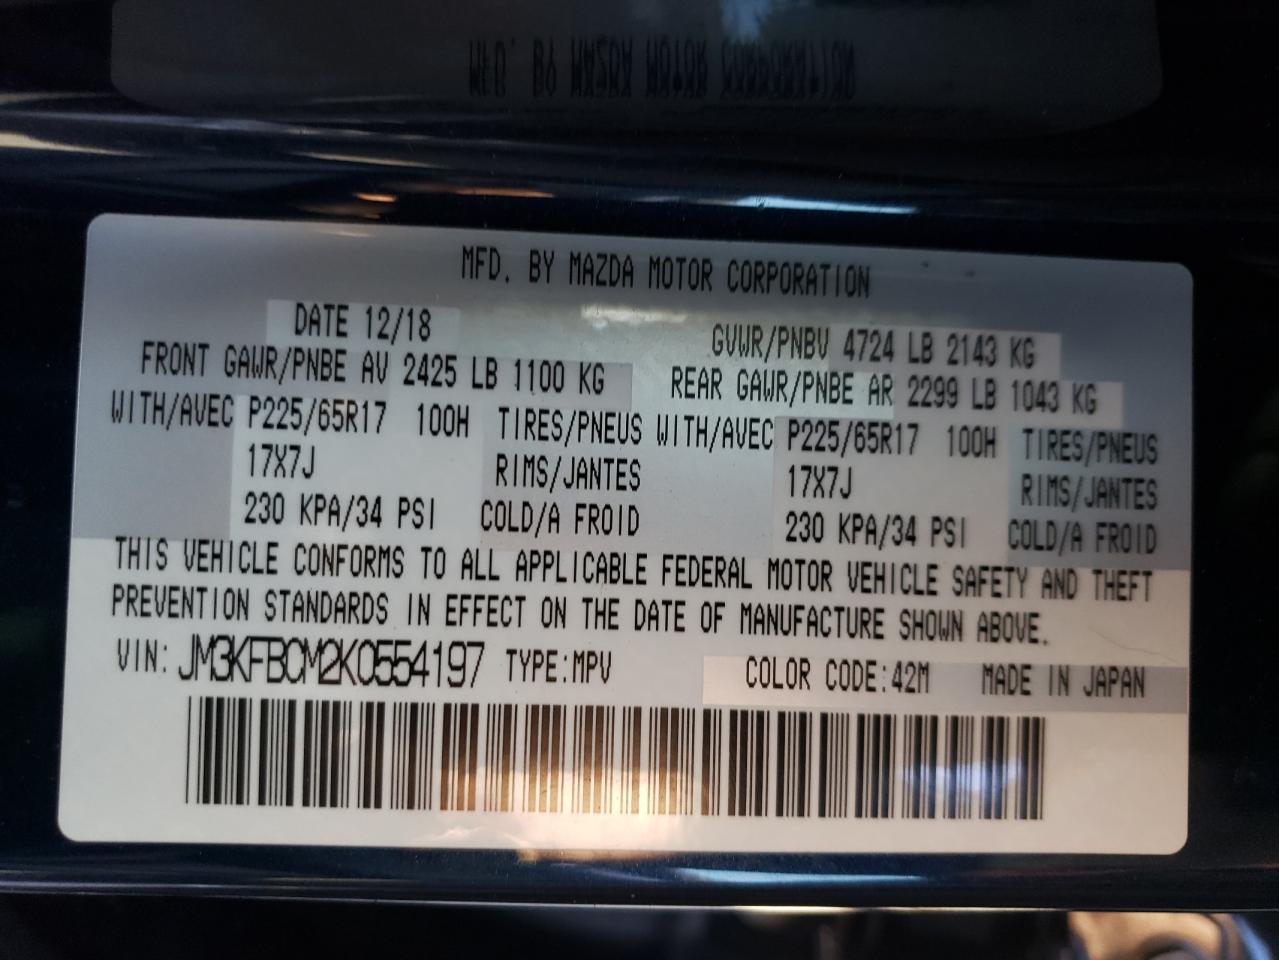 MFD. BY MAZDA MOTOR CORPORATION
DATE 12/18 GVWR/PNBV 4724 LB 2143 KG
FRONT GAWR/PNBE AV 2425 LB 1100 KG REAR GAWR/PNBE AR 2299 LB 1043 KG
WITH/AVEC P225/65R17 100H TIRES/PNEUS WITH/AVEC P225/65R17 100H TIRES/PNEUS
17X7J RIMS/JANTES 17X7J RIMS/JANTES
230 KPA/34 PSI COLD/A FROID 230 KPA/34 PSI COLD/A FROID
THIS VEHICLE CONFORMS TO ALL APPLICABLE FEDERAL MOTOR VEHICLE SAFETY AND THEFT
PREVENTION STANDARDS IN EFFECT ON THE DATE OF MANUFACTURE SHOWN ABOVE.
VIN: JM3KFBCM2K0554197 TYPE:MPV COLOR CODE:42M MADE IN JAPAN